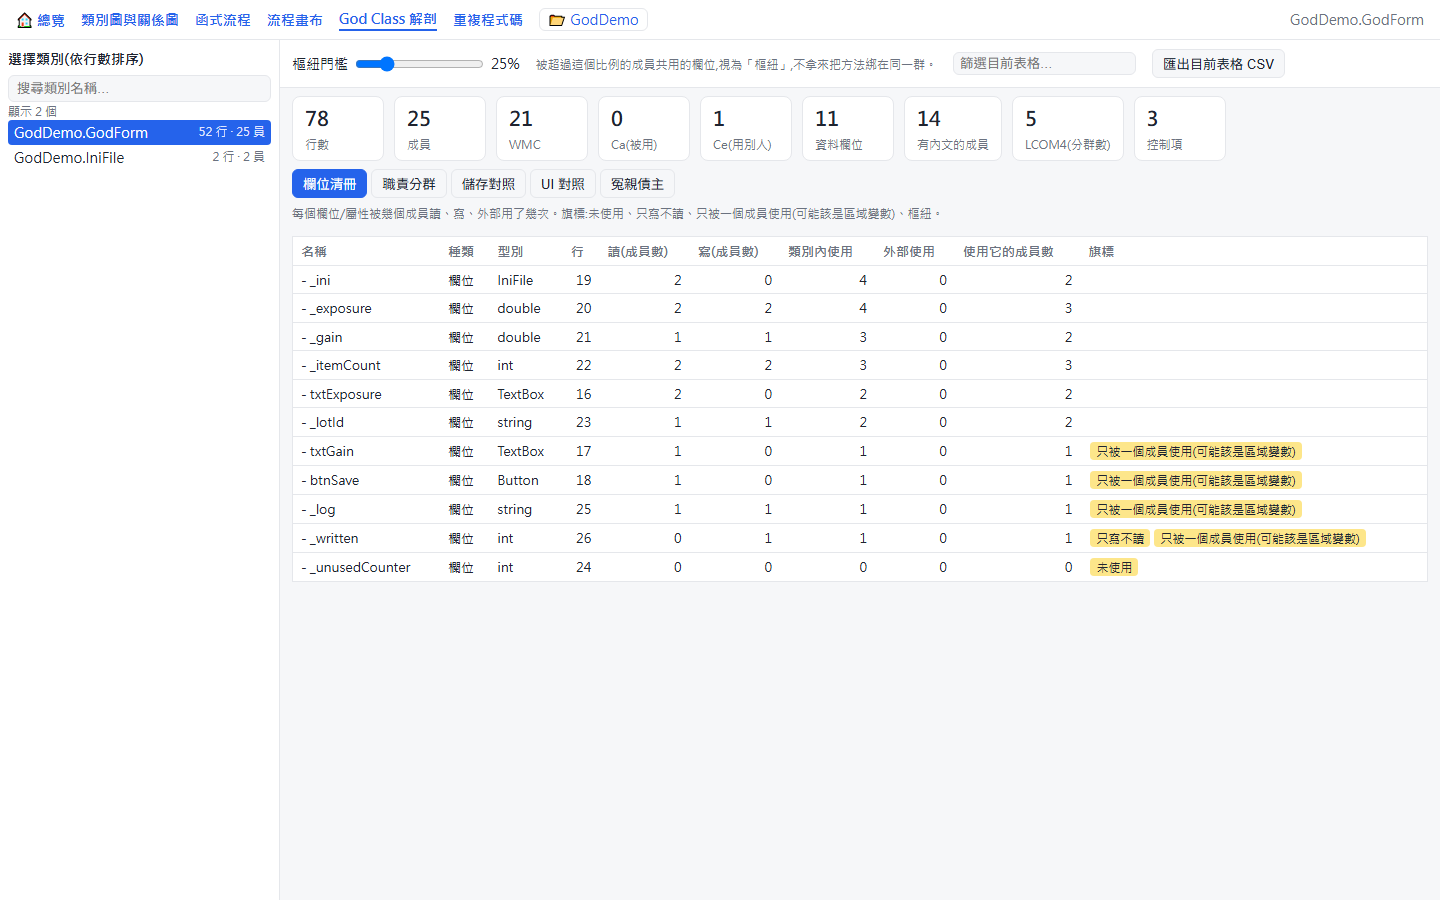 總覽 類別圖與關係圖 函式流程 流程畫布 God Class 解剖 重複程式碼 GodDemo GodDemo.GodForm
選擇類別(依行數排序)
搜尋類別名稱...
顯示 2 個
GodDemo.GodForm 52 行 · 25 員
GodDemo.IniFile 2 行 · 2 員
樞紐門檻 25% 被超過這個比例的成員共用的欄位,視為「樞紐」,不拿來把方法綁在同一群。 篩選目前表格... 匯出目前表格 CSV
78 25 21 0 1 11 14 5 3
行數 成員 WMC Ca(被用) Ce(用別人) 資料欄位 有內文的成員 LCOM4(分群數) 控制項
欄位清冊 職責分群 儲存對照 UI 對照 冤親債主
每個欄位/屬性被幾個成員讀、寫、外部用了幾次。旗標:未使用、只寫不讀、只被一個成員使用(可能該是區域變數)、樞紐。
名稱 種類 型別 行 讀(成員數) 寫(成員數) 類別內使用 外部使用 使用它的成員數 旗標
- _ini 欄位 IniFile 19 2 0 4 0 2
- _exposure 欄位 double 20 2 2 4 0 3
- _gain 欄位 double 21 1 1 3 0 2
- _itemCount 欄位 int 22 2 2 3 0 3
- txtExposure 欄位 TextBox 16 2 0 2 0 2
- _lotId 欄位 string 23 1 1 2 0 2
- txtGain 欄位 TextBox 17 1 0 1 0 1 只被一個成員使用(可能該是區域變數)
- btnSave 欄位 Button 18 1 0 1 0 1 只被一個成員使用(可能該是區域變數)
- _log 欄位 string 25 1 1 1 0 1 只被一個成員使用(可能該是區域變數)
- _written 欄位 int 26 0 1 1 0 1 只寫不讀 只被一個成員使用(可能該是區域變數)
- _unusedCounter 欄位 int 24 0 0 0 0 0 未使用